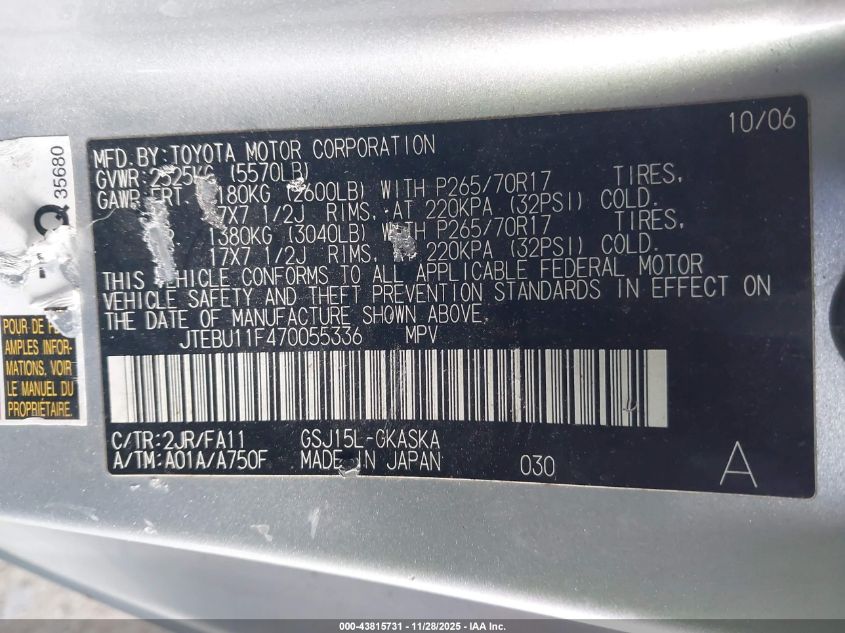 10/06
MFD. BY: TOYOTA MOTOR CORPORATION
GVWR: 2525KG (5570LB)
GAWR: FRT. 1180KG (2600LB) WITH P265/70R17 TIRES,
17X7 1/2J RIMS, AT 220KPA (32PSI) COLD.
1380KG (3040LB) WITH P265/70R17 TIRES,
17X7 1/2J RIMS, AT 220KPA (32PSI) COLD.
THIS VEHICLE CONFORMS TO ALL APPLICABLE FEDERAL MOTOR
VEHICLE SAFETY AND THEFT PREVENTION STANDARDS IN EFFECT ON
THE DATE OF MANUFACTURE SHOWN ABOVE.
JTEBU11F470055336 MPV
C/TR: 2JR/FA11 GSJ15L-GKASKA
A/TM: A01A/A750F MADE IN JAPAN 030 A
Q 35680
POUR DE
AMPLES INFOR-
MATIONS, VOIR
LE MANUEL DU
PROPRIÉTAIRE.
000-43815731 - 11/28/2025 - IAA Inc.